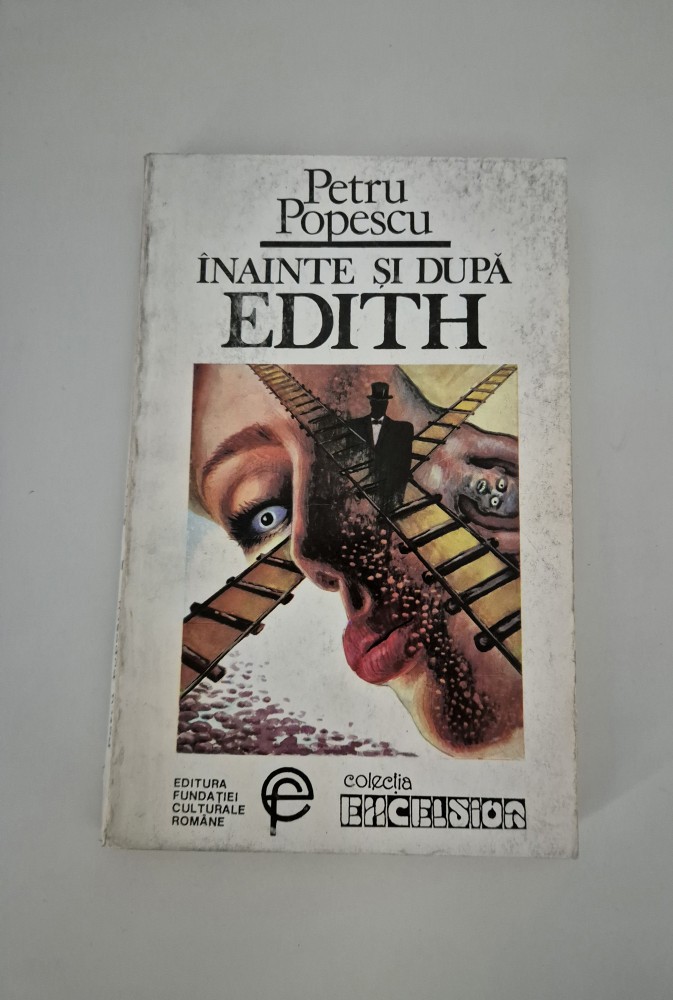 Petru
Popescu
ÎNAINTE ȘI DUPĂ
EDITH
EDITURA
FUNDAȚIEI
CULTURALE
ROMÂNE
colecția
EXCELSIOR